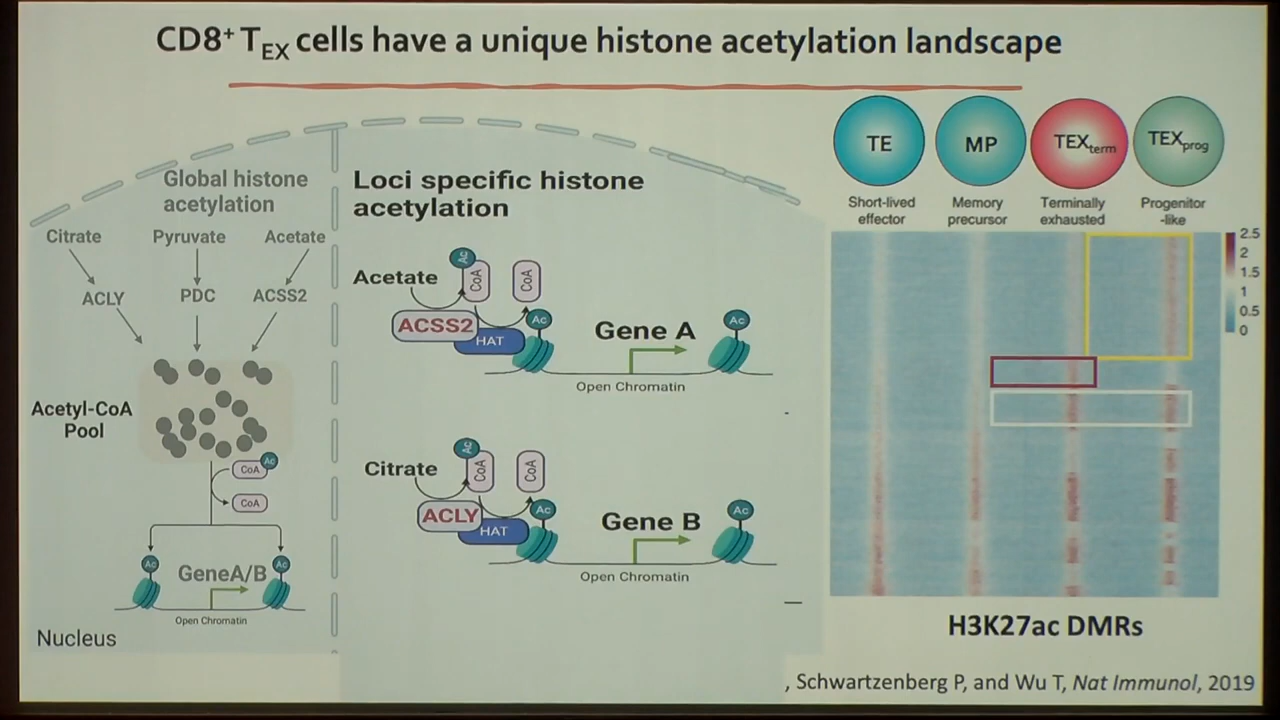 CD8+ TEX cells have a unique histone acetylation landscape
Global histone
acetylation
Citrate
Pyruvate
Acetate
ACLY
PDC
ACSS2
Acetyl-CoA
Pool
CoA
Ac
CoA
Ac
GeneA/B
Ac
Open Chromatin
Nucleus
Loci specific histone
acetylation
Acetate
Ac
CoA
CoA
ACSS2
HAT
Ac
Gene A
Ac
Open Chromatin
Citrate
Ac
CoA
CoA
ACLY
HAT
Ac
Gene B
Ac
Open Chromatin
TE
MP
TEXterm
TEXprog
Short-lived
effector
Memory
precursor
Terminally
exhausted
Progenitor
-like
2.5
2
1.5
1
0.5
0
H3K27ac DMRs
, Schwartzenberg P, and Wu T, Nat Immunol, 2019